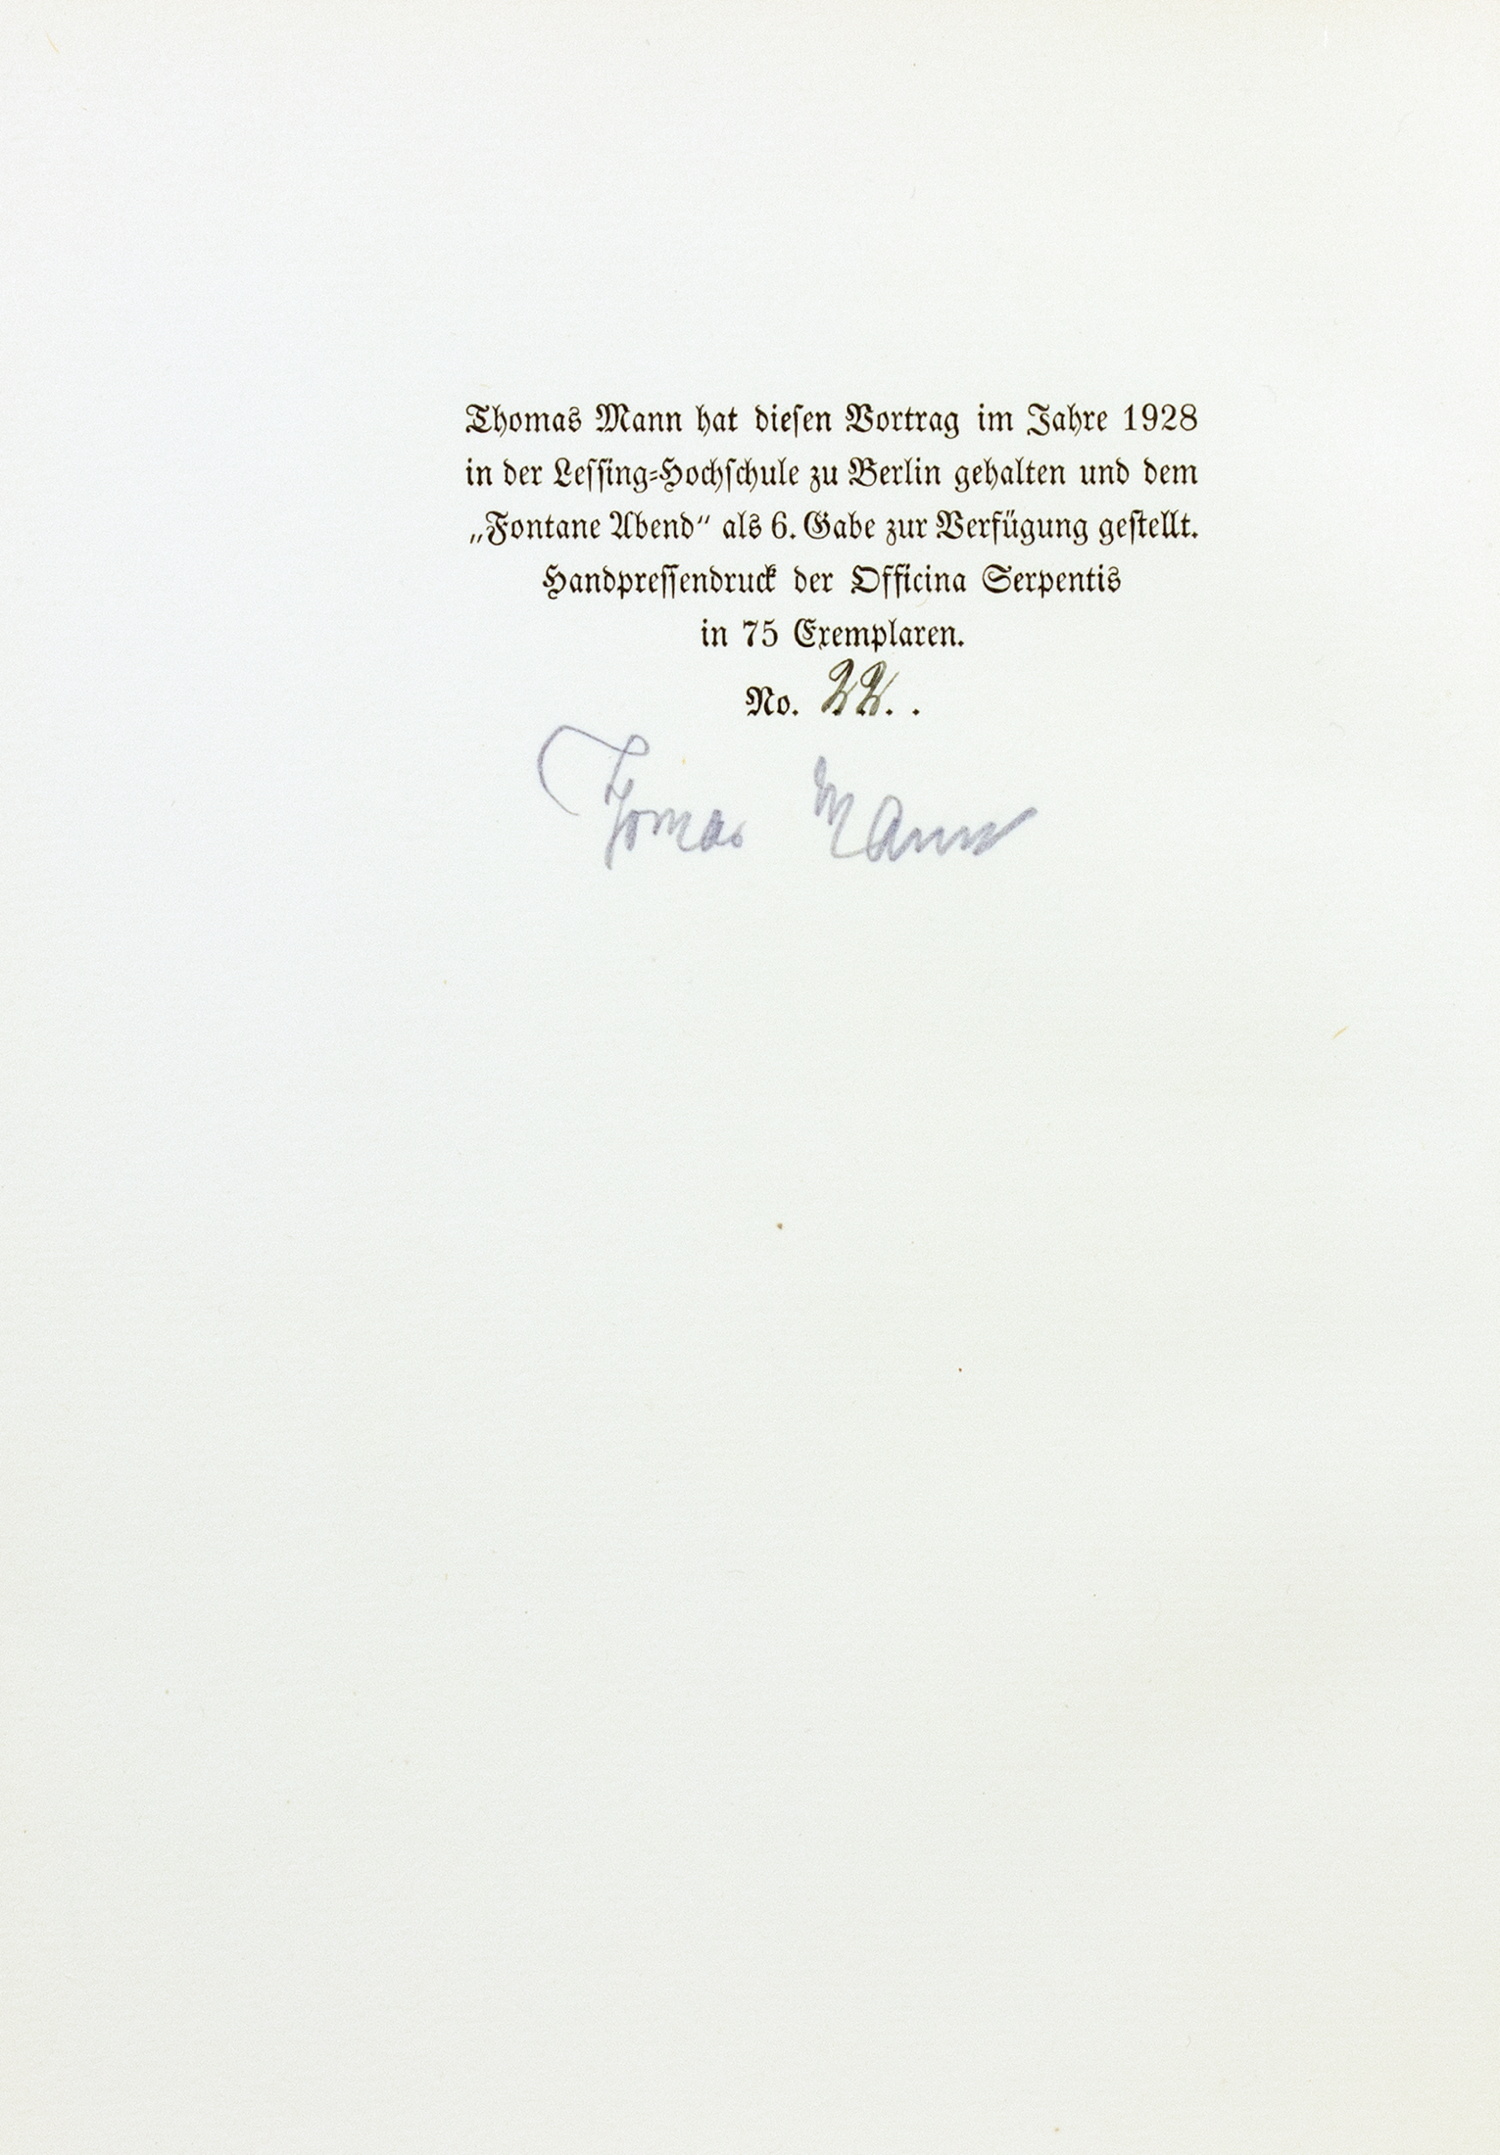 Thomas Mann hat diesen Vortrag im Jahre 1928
in der Lessing-Hochschule zu Berlin gehalten und dem
„Fontane Abend“ als 6. Gabe zur Verfügung gestellt.
Handpressendruck der Officina Serpentis
in 75 Exemplaren.
No. 22. .
Thomas Mann